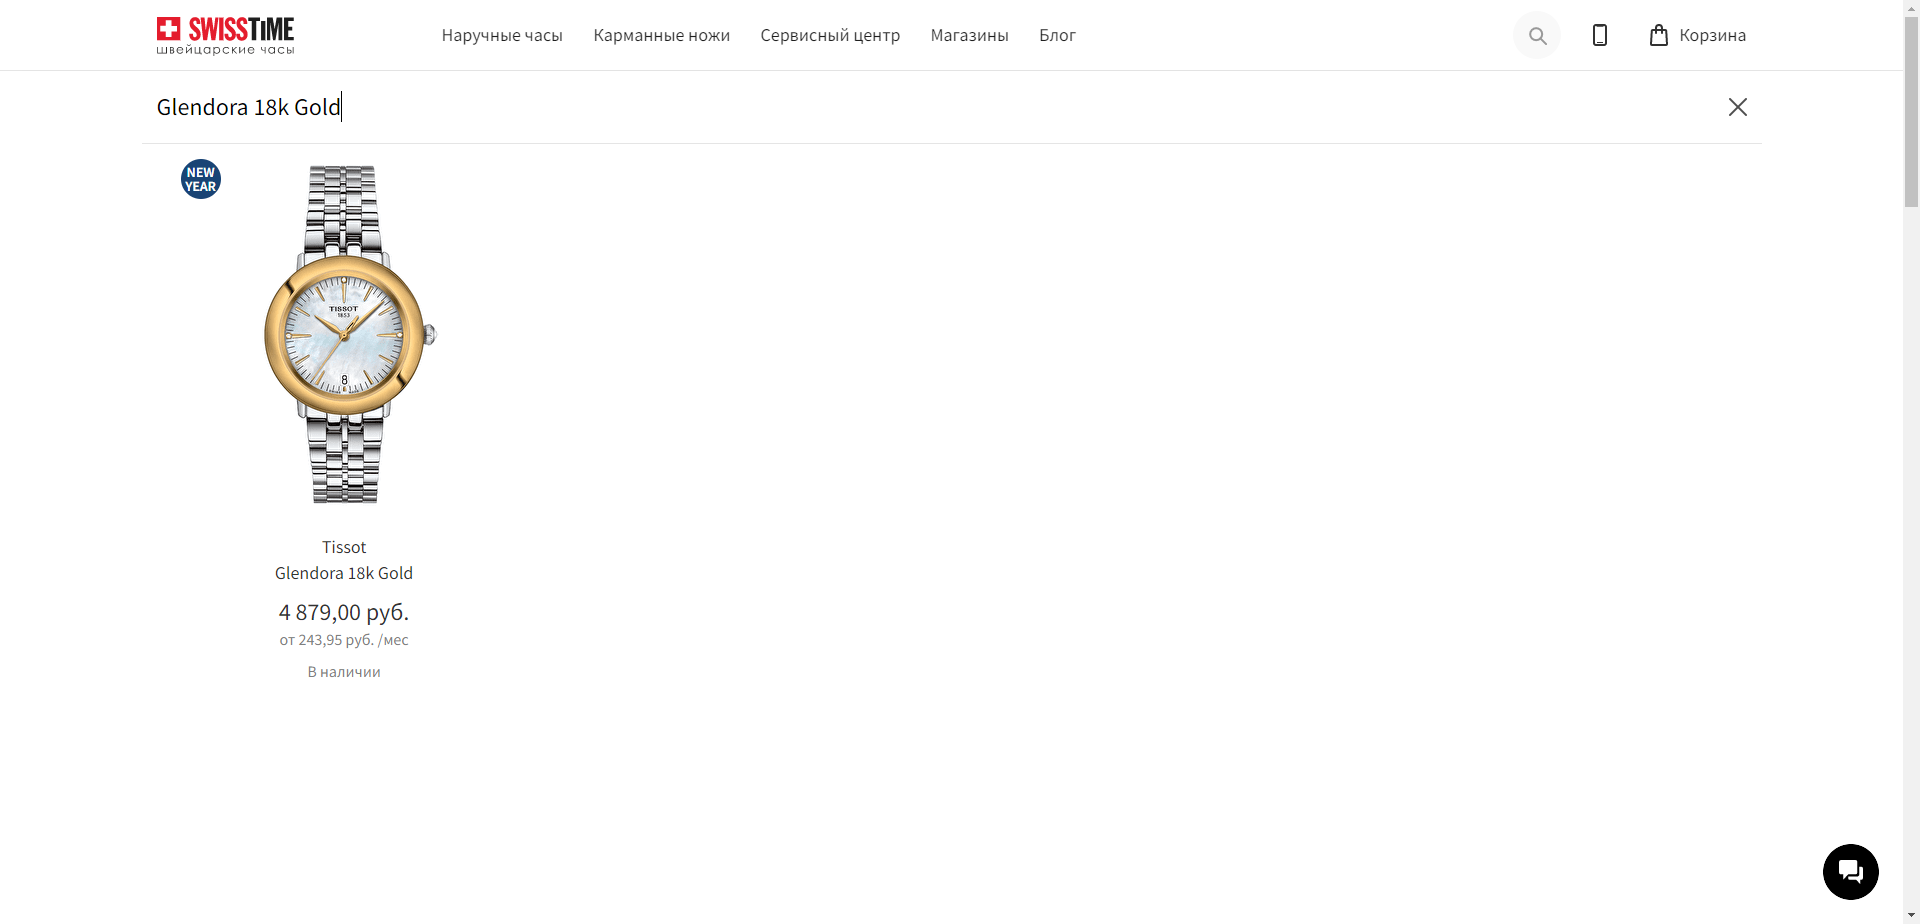 SWISSTIME
швейцарские часы
Наручные часы
Карманные ножи
Сервисный центр
Магазины
Блог
Корзина
Glendora 18k Gold
NEW
YEAR
TISSOT
1853
Tissot
Glendora 18k Gold
4 879,00 руб.
от 243,95 руб. /мес
В наличии